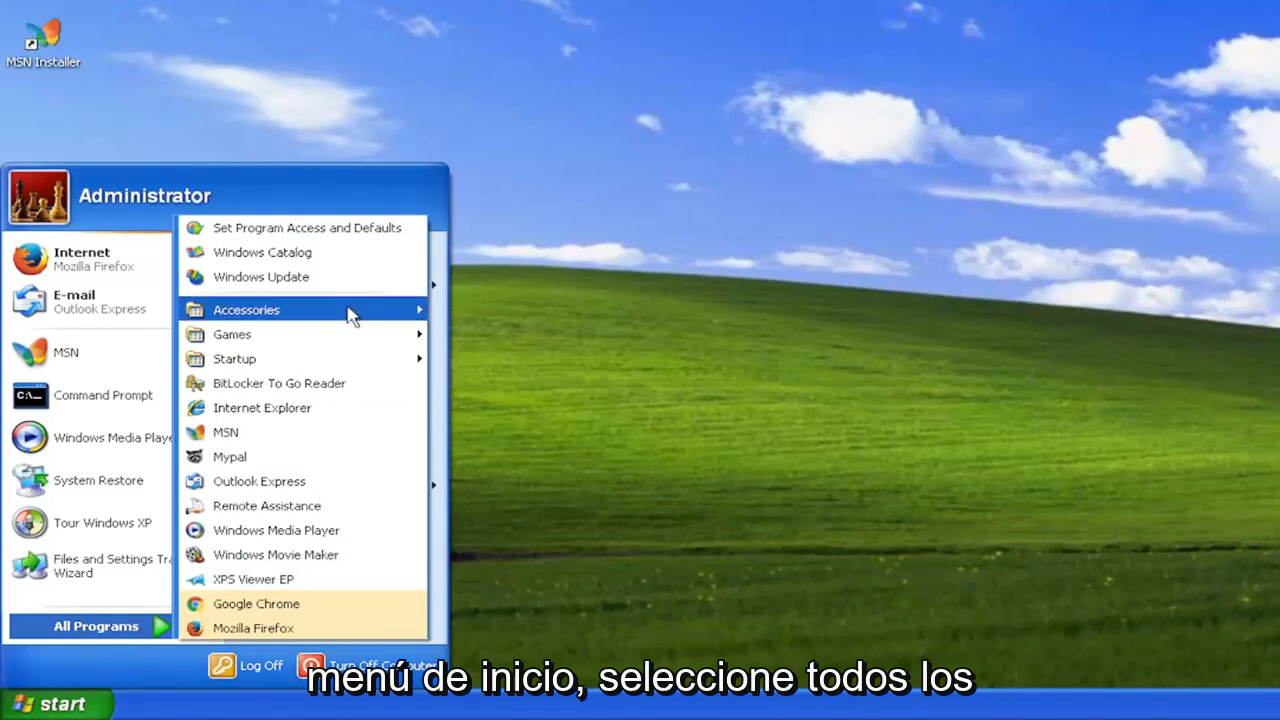 MSN Installer
Administrator
Internet
Mozilla Firefox
E-mail
Outlook Express
MSN
C:\_
Command Prompt
Windows Media Playe
System Restore
Tour Windows XP
Files and Settings Tra
Wizard
All Programs
Set Program Access and Defaults
Windows Catalog
Windows Update
Accessories
Games
Startup
BitLocker To Go Reader
Internet Explorer
MSN
Mypal
Outlook Express
Remote Assistance
Windows Media Player
Windows Movie Maker
XPS Viewer EP
Google Chrome
Mozilla Firefox
Log Off
Turn Off Computer
menú de inicio, seleccione todos los
start